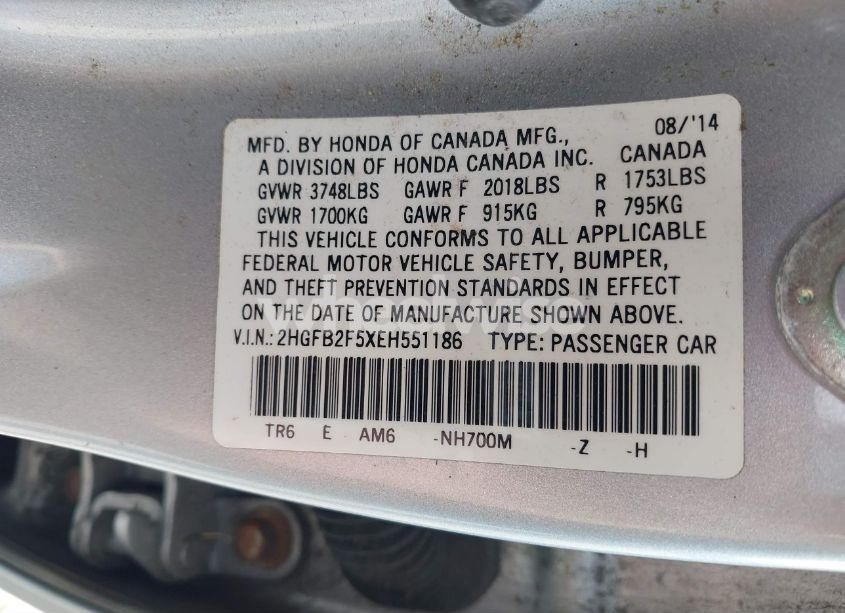 08/'14
MFD. BY HONDA OF CANADA MFG.,
A DIVISION OF HONDA CANADA INC. CANADA
GVWR 3748LBS GAWR F 2018LBS R 1753LBS
GVWR 1700KG GAWR F 915KG R 795KG
THIS VEHICLE CONFORMS TO ALL APPLICABLE
FEDERAL MOTOR VEHICLE SAFETY, BUMPER,
AND THEFT PREVENTION STANDARDS IN EFFECT
ON THE DATE OF MANUFACTURE SHOWN ABOVE.
V.I.N.: 2HGFB2F5XEH551186 TYPE: PASSENGER CAR
TR6 E AM6 -NH700M -Z -H